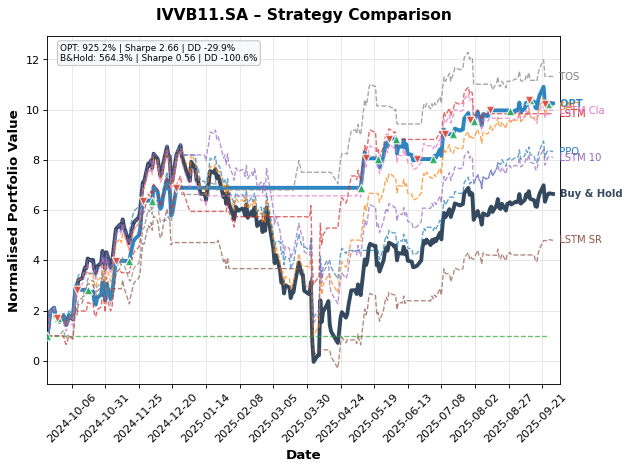 IVVB11.SA – Strategy Comparison
OPT: 925.2% | Sharpe 2.66 | DD -29.9%
B&Hold: 564.3% | Sharpe 0.56 | DD -100.6%
Normalised Portfolio Value
12
10
8
6
4
2
0
TOS
OPT
LSTM
PPO
LSTM 10
Buy & Hold
LSTM SR
2024-10-06
2024-10-31
2024-11-25
2024-12-20
2025-01-14
2025-02-08
2025-03-05
2025-03-30
2025-04-24
2025-05-19
2025-06-13
2025-07-08
2025-08-02
2025-08-27
2025-09-21
Date